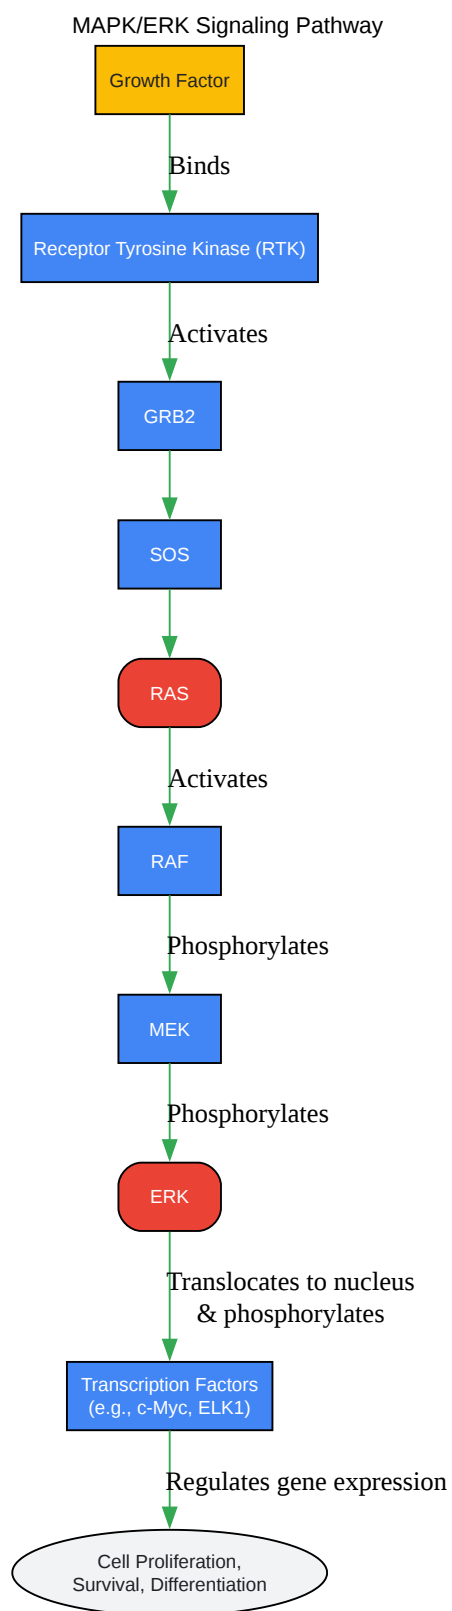 MAPK/ERK Signaling Pathway
Growth Factor
Binds
Receptor Tyrosine Kinase (RTK)
Activates
GRB2
SOS
RAS
Activates
RAF
Phosphorylates
MEK
Phosphorylates
ERK
Translocates to nucleus
& phosphorylates
Transcription Factors
(e.g., c-Myc, ELK1)
Regulates gene expression
Cell Proliferation,
Survival, Differentiation